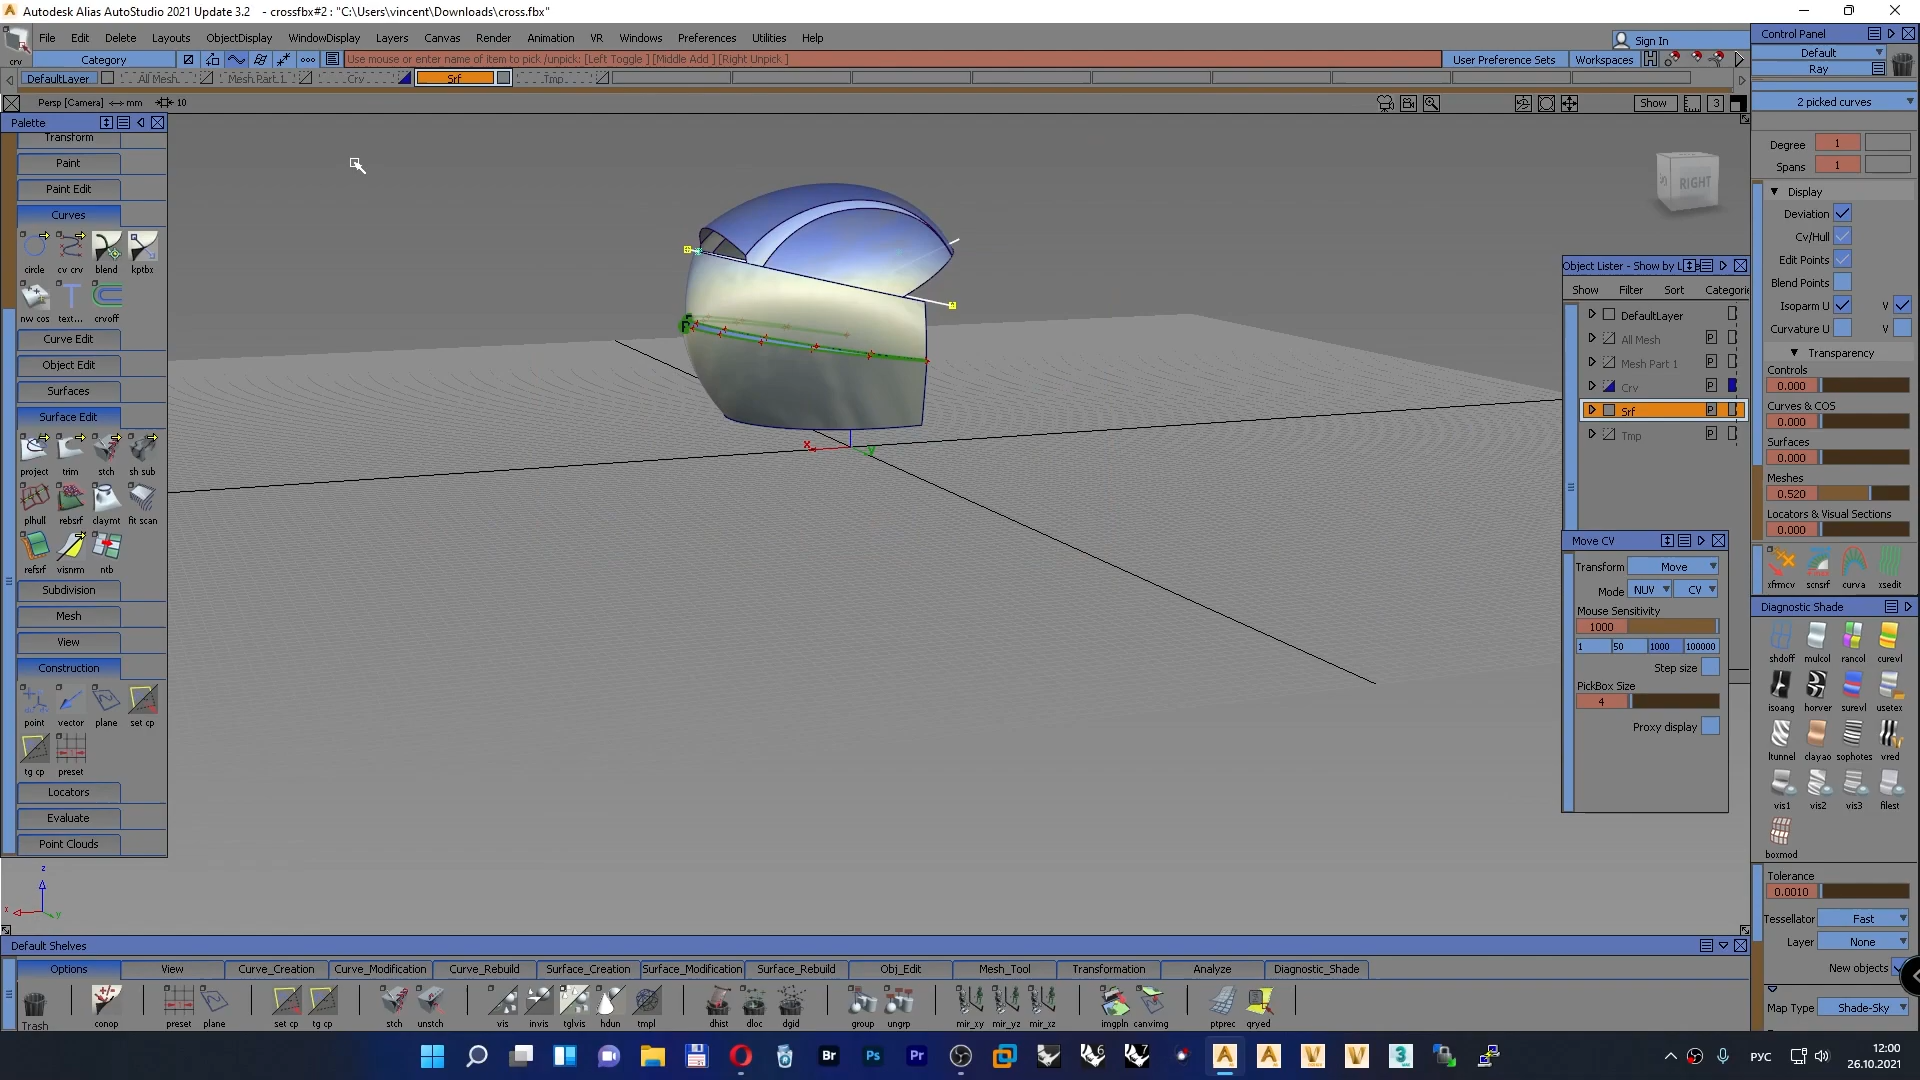 Autodesk Alias AutoStudio 2021 Update 3.2 - crossfbx#2 : "C:\Users\vincent\Downloads\cross.fbx"
File Edit Delete Layouts ObjectDisplay WindowDisplay Layers Canvas Render Animation VR Windows Preferences Utilities Help
Sign In
crv Category Use mouse or enter name of item to pick /unpick: [Left Toggle ] [Middle Add ] [Right Unpick ] User Preference Sets Workspaces
DefaultLayer All Mesh Mesh Part 1 Crv Srf Tmp
Persp [Camera] mm 10 Show 3
Palette
Transform
Paint
Paint Edit
Curves
circle cv crv blend kptbx
nw cos text... crvoff
Curve Edit
Object Edit
Surfaces
Surface Edit
project trim stch sh sub
plhull rebsrf claymt fit scan
refsrf visnrm ntb
Subdivision
Mesh
View
Construction
point vector plane set cp
tg cp preset
Locators
Evaluate
Point Clouds
RIGHT
x y
z
x y
Object Lister - Show by L
Show Filter Sort Categorie
DefaultLayer
All Mesh P
Mesh Part 1 P
Crv P
Srf P
Tmp P
Move CV
Transform Move
Mode NUV CV
Mouse Sensitivity
1000
1 50 1000 100000
Step size
PickBox Size
4
Proxy display
Control Panel
Default
Ray
2 picked curves
Degree 1
Spans 1
Display
Deviation
Cv/Hull
Edit Points
Blend Points
Isoparm U V
Curvature U V
Transparency
Controls
0.000
Curves & COS
0.000
Surfaces
0.000
Meshes
0.520
Locators & Visual Sections
0.000
xfrmcv scnsrf curva xsedit
Diagnostic Shade
shdoff mulcol rancol curevl
isoang horver surevl usetex
ltunnel clayao sophotes vred
vis1 vis2 vis3 filest
boxmod
Tolerance
0.0010
Tessellator Fast
Layer None
New objects
Map Type Shade-Sky
Default Shelves
Options View Curve_Creation Curve_Modification Curve_Rebuild Surface_Creation Surface_Modification Surface_Rebuild Obj_Edit Mesh_Tool Transformation Analyze Diagnostic_Shade
Trash conop preset plane set cp tg cp stch unstch vis invis tglvis hdun tmpl dhist dloc dgid group ungrp mir_xy mir_yz mir_xz imgpln canvimg ptprec qryed
Br Ps Pr 6 7 3 РУС 12:00
26.10.2021